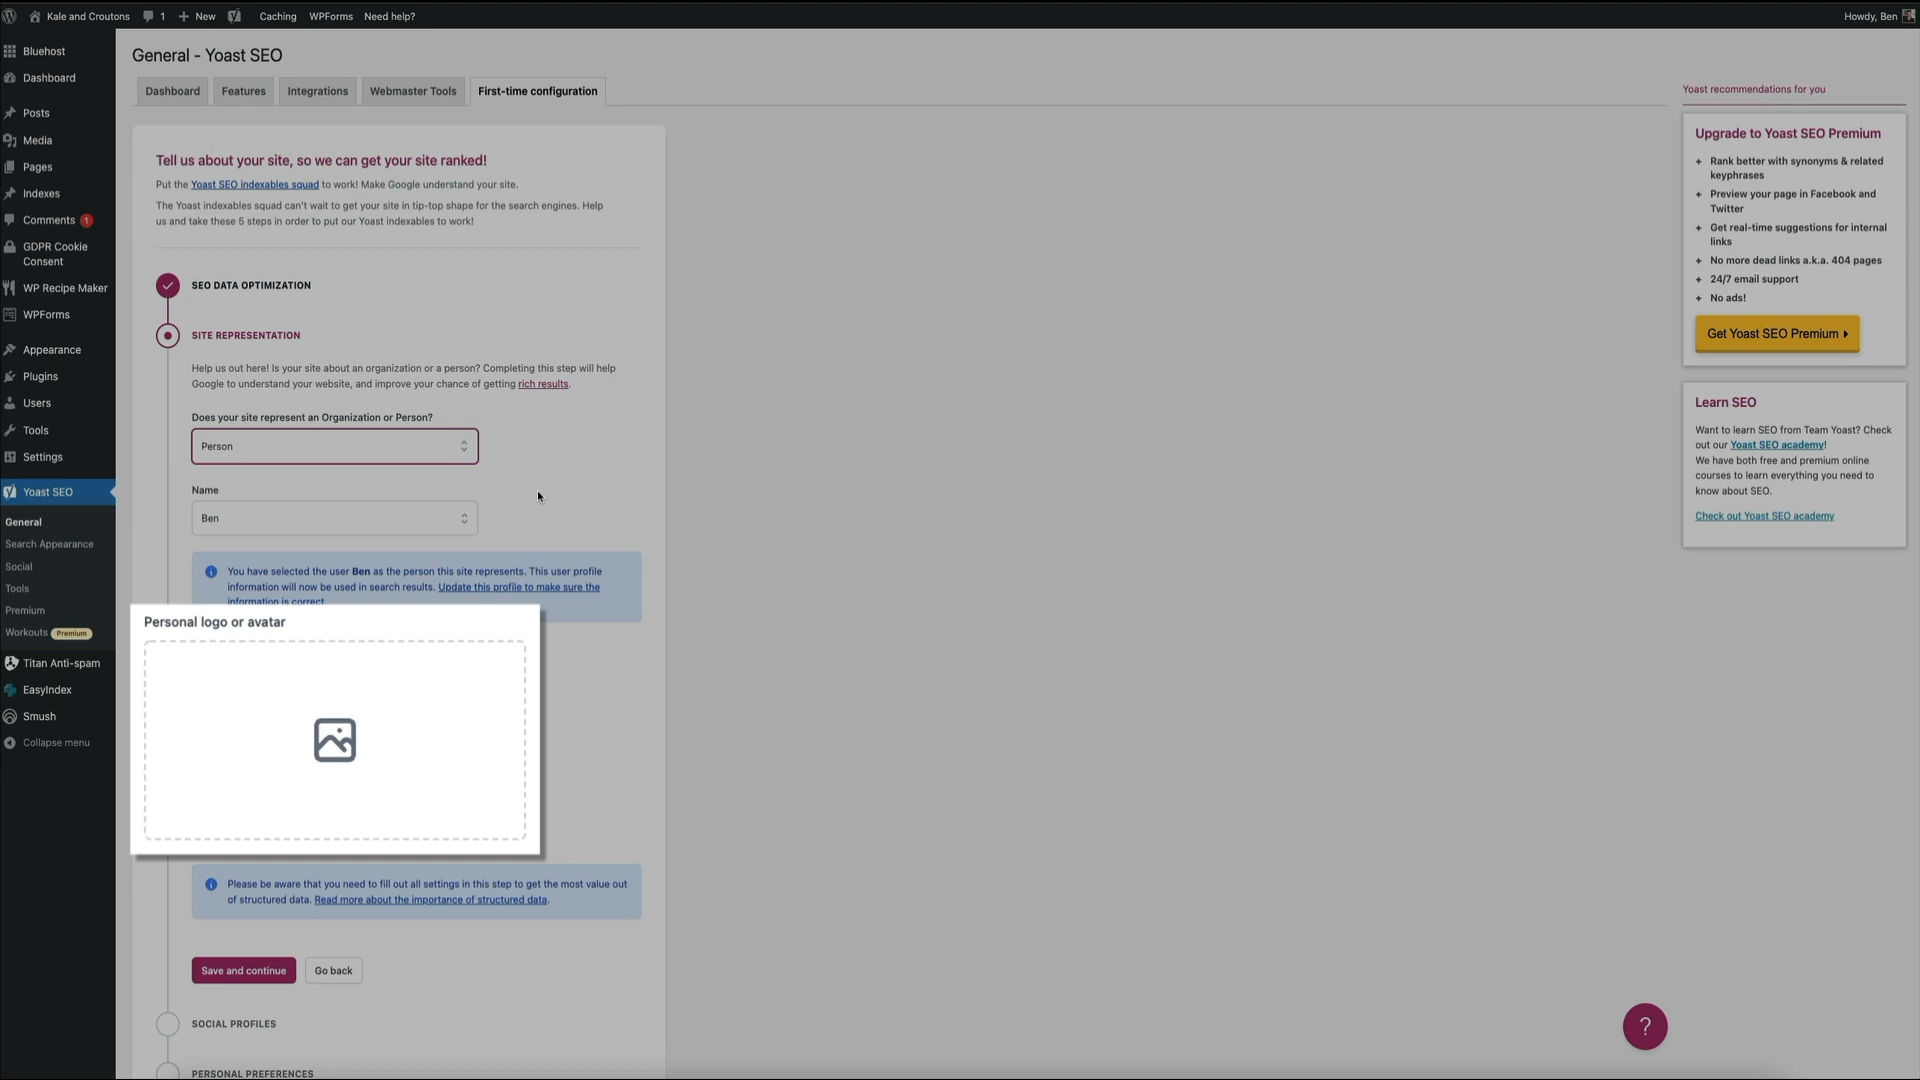 Kale and Croutons
1
New
Caching
WPForms
Need help?
Howdy, Ben
Bluehost
Dashboard
Posts
Media
Pages
Indexes
Comments 1
GDPR Cookie
Consent
WP Recipe Maker
WPForms
Appearance
Plugins
Users
Tools
Settings
Yoast SEO
General
Search Appearance
Social
Tools
Premium
Workouts Premium
Titan Anti-spam
EasyIndex
Smush
Collapse menu
General - Yoast SEO
Dashboard
Features
Integrations
Webmaster Tools
First-time configuration
Tell us about your site, so we can get your site ranked!
Put the Yoast SEO indexables squad to work! Make Google understand your site.
The Yoast indexables squad can't wait to get your site in tip-top shape for the search engines. Help
us and take these 5 steps in order to put our Yoast indexables to work!
SEO DATA OPTIMIZATION
SITE REPRESENTATION
Help us out here! Is your site about an organization or a person? Completing this step will help
Google to understand your website, and improve your chance of getting rich results.
Does your site represent an Organization or Person?
Person
Name
Ben
You have selected the user Ben as the person this site represents. This user profile
information will now be used in search results. Update this profile to make sure the
information is correct.
Personal logo or avatar
Please be aware that you need to fill out all settings in this step to get the most value out
of structured data. Read more about the importance of structured data.
Save and continue
Go back
SOCIAL PROFILES
PERSONAL PREFERENCES
Yoast recommendations for you
Upgrade to Yoast SEO Premium
+ Rank better with synonyms & related
keyphrases
+ Preview your page in Facebook and
Twitter
+ Get real-time suggestions for internal
links
+ No more dead links a.k.a. 404 pages
+ 24/7 email support
+ No ads!
Get Yoast SEO Premium
Learn SEO
Want to learn SEO from Team Yoast? Check
out our Yoast SEO academy!
We have both free and premium online
courses to learn everything you need to
know about SEO.
Check out Yoast SEO academy
?